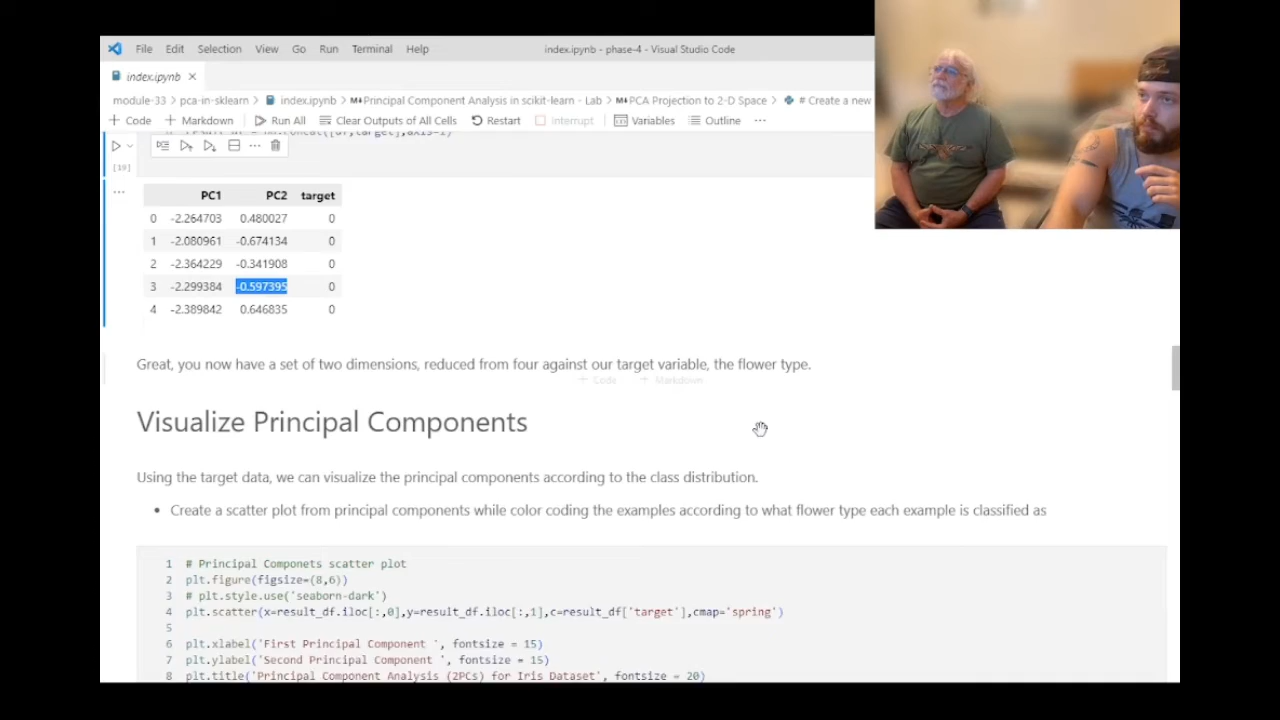 File Edit Selection View Go Run Terminal Help index.ipynb - phase-4 - Visual Studio Code
index.ipynb
module-33 > pca-in-sklearn > index.ipynb > M↓Principal Component Analysis in scikit-learn - Lab > M↓PCA Projection to 2-D Space > # Create a new
+ Code + Markdown Run All Clear Outputs of All Cells Restart Interrupt Variables Outline ...
[19]
PC1 PC2 target
0 -2.264703 0.480027 0
1 -2.080961 -0.674134 0
2 -2.364229 -0.341908 0
3 -2.299384 -0.597395 0
4 -2.389842 0.646835 0
Great, you now have a set of two dimensions, reduced from four against our target variable, the flower type.
+ Code + Markdown
Visualize Principal Components
Using the target data, we can visualize the principal components according to the class distribution.
• Create a scatter plot from principal components while color coding the examples according to what flower type each example is classified as
1 # Principal Componets scatter plot
2 plt.figure(figsize=(8,6))
3 # plt.style.use('seaborn-dark')
4 plt.scatter(x=result_df.iloc[:,0],y=result_df.iloc[:,1],c=result_df['target'],cmap='spring')
5
6 plt.xlabel('First Principal Component ', fontsize = 15)
7 plt.ylabel('Second Principal Component ', fontsize = 15)
8 plt.title('Principal Component Analysis (2PCs) for Iris Dataset', fontsize = 20)